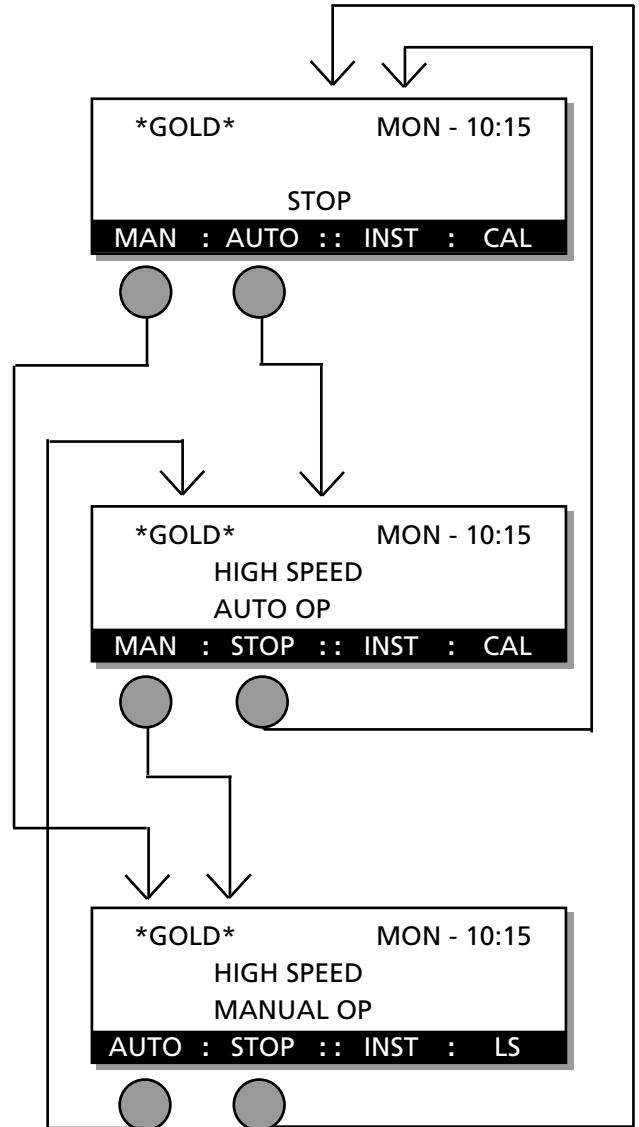 *GOLD* MON - 10:15
STOP
MAN : AUTO :: INST : CAL
*GOLD* MON - 10:15
HIGH SPEED
AUTO OP
MAN : STOP :: INST : CAL
*GOLD* MON - 10:15
HIGH SPEED
MANUAL OP
AUTO : STOP :: INST : LS